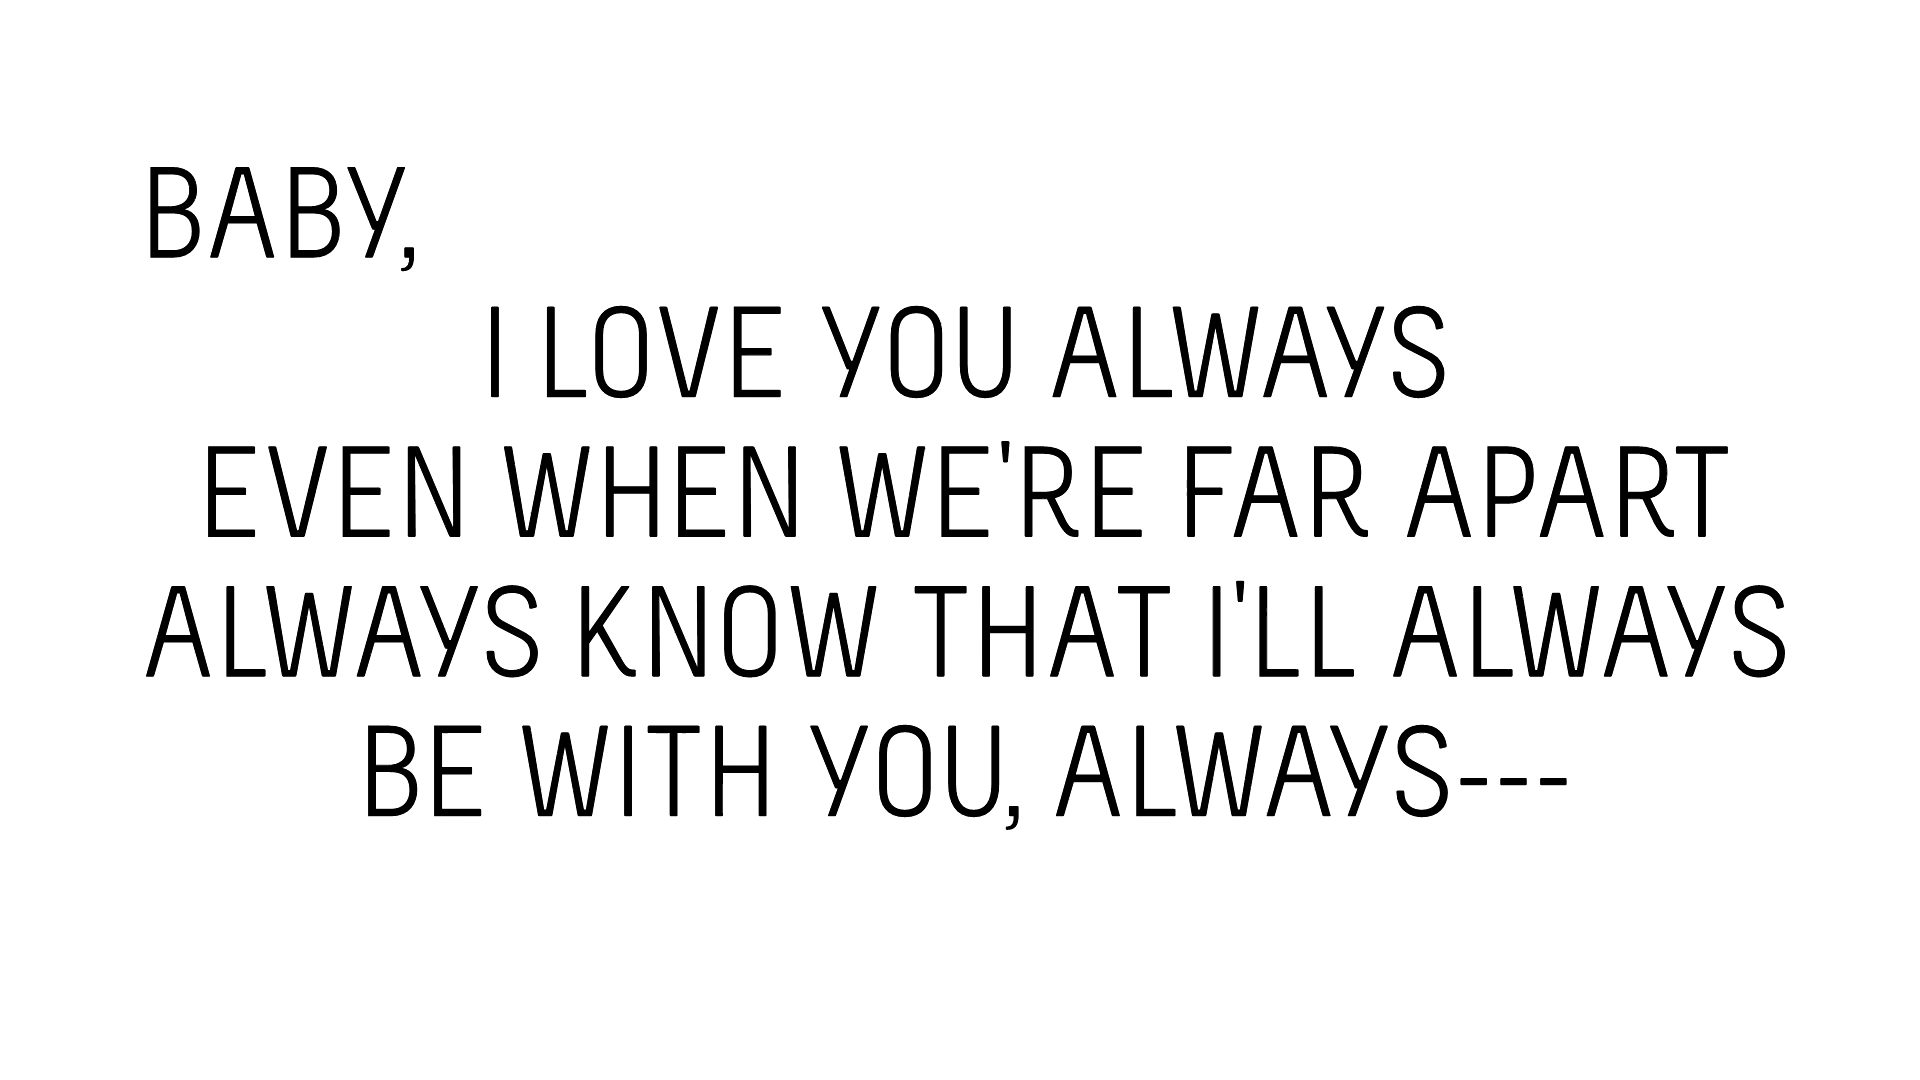 BABY,
I LOVE YOU ALWAYS
EVEN WHEN WE'RE FAR APART
ALWAYS KNOW THAT I'LL ALWAYS
BE WITH YOU, ALWAYS---